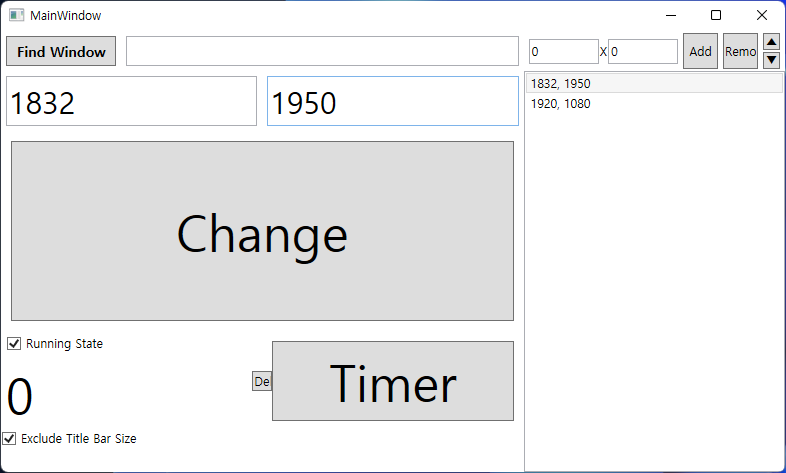 MainWindow
Find Window
0 X 0 Add Remo ▲
▼
1832 1950
1832, 1950
1920, 1080
Change
Running State
0
De
Timer
Exclude Title Bar Size